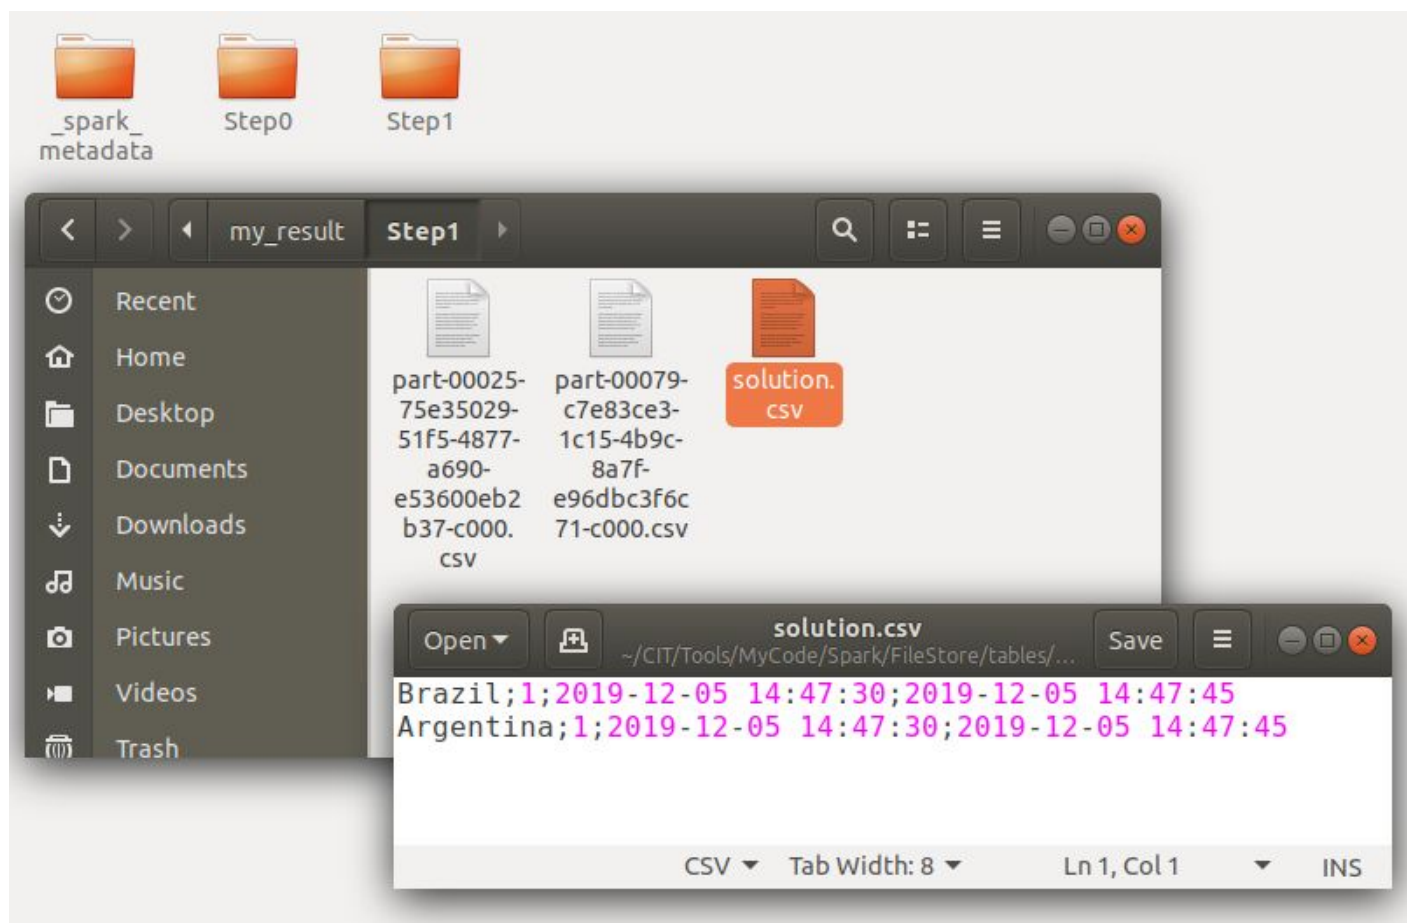 _spark_
metadata
Step0
Step1
my_result
Step1
Recent
Home
Desktop
Documents
Downloads
Music
Pictures
Videos
Trash
part-00025-
75e35029-
51f5-4877-
a690-
e53600eb2
b37-c000.
csv
part-00079-
c7e83ce3-
1c15-4b9c-
8a7f-
e96dbc3f6c
71-c000.csv
solution.
csv
Open
solution.csv
~/CIT/Tools/MyCode/Spark/FileStore/tables/...
Save
Brazil;1;2019-12-05 14:47:30;2019-12-05 14:47:45
Argentina;1;2019-12-05 14:47:30;2019-12-05 14:47:45
CSV
Tab Width: 8
Ln 1, Col 1
INS